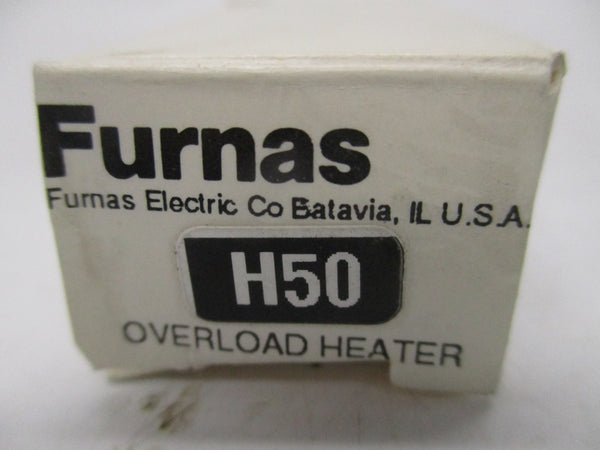 Furnas
Furnas Electric Co Batavia, IL U.S.A.
H50
OVERLOAD HEATER